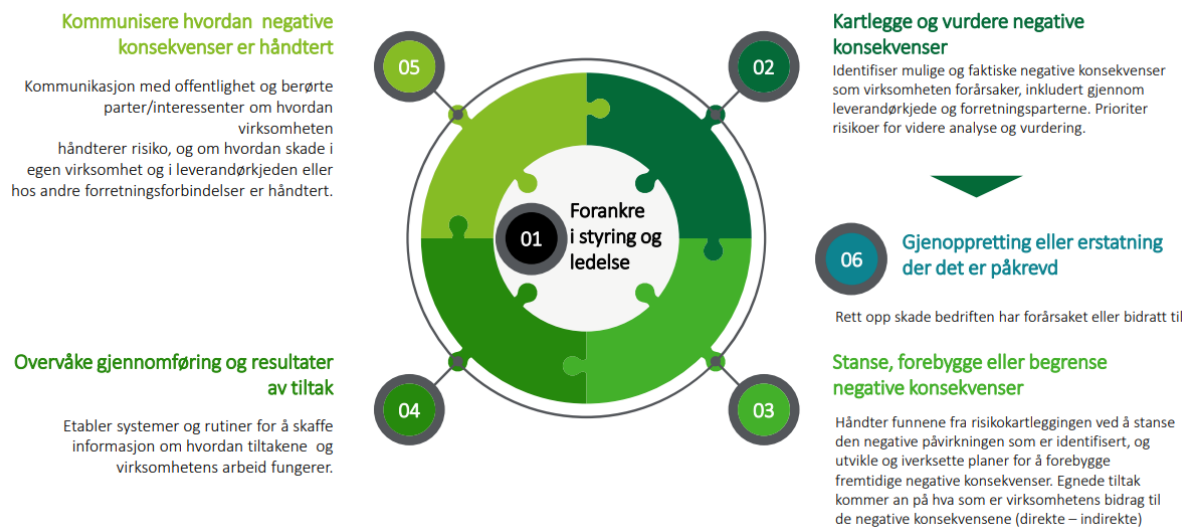 Kommunisere hvordan negative
konsekvenser er håndtert
Kommunikasjon med offentlighet og berørte
parter/interessenter om hvordan
virksomheten
håndterer risiko, og om hvordan skade i
egen virksomhet og i leverandørkjeden eller
hos andre forretningsforbindelser er håndtert.
05
02
Kartlegge og vurdere negative
konsekvenser
Identifiser mulige og faktiske negative konsekvenser
som virksomheten forårsaker, inkludert gjennom
leverandørkjede og forretningsparterne. Prioriter
risikoer for videre analyse og vurdering.
01
Forankre
i styring og
ledelse
06
Gjenoppretting eller erstatning
der det er påkrevd
Rett opp skade bedriften har forårsaket eller bidratt til
Overvåke gjennomføring og resultater
av tiltak
Etabler systemer og rutiner for å skaffe
informasjon om hvordan tiltakene og
virksomhetens arbeid fungerer.
04
03
Stanse, forebygge eller begrense
negative konsekvenser
Håndter funnene fra risikokartleggingen ved å stanse
den negative påvirkningen som er identifisert, og
utvikle og iverksette planer for å forebygge
fremtidige negative konsekvenser. Egnede tiltak
kommer an på hva som er virksomhetens bidrag til
de negative konsekvensene (direkte – indirekte)